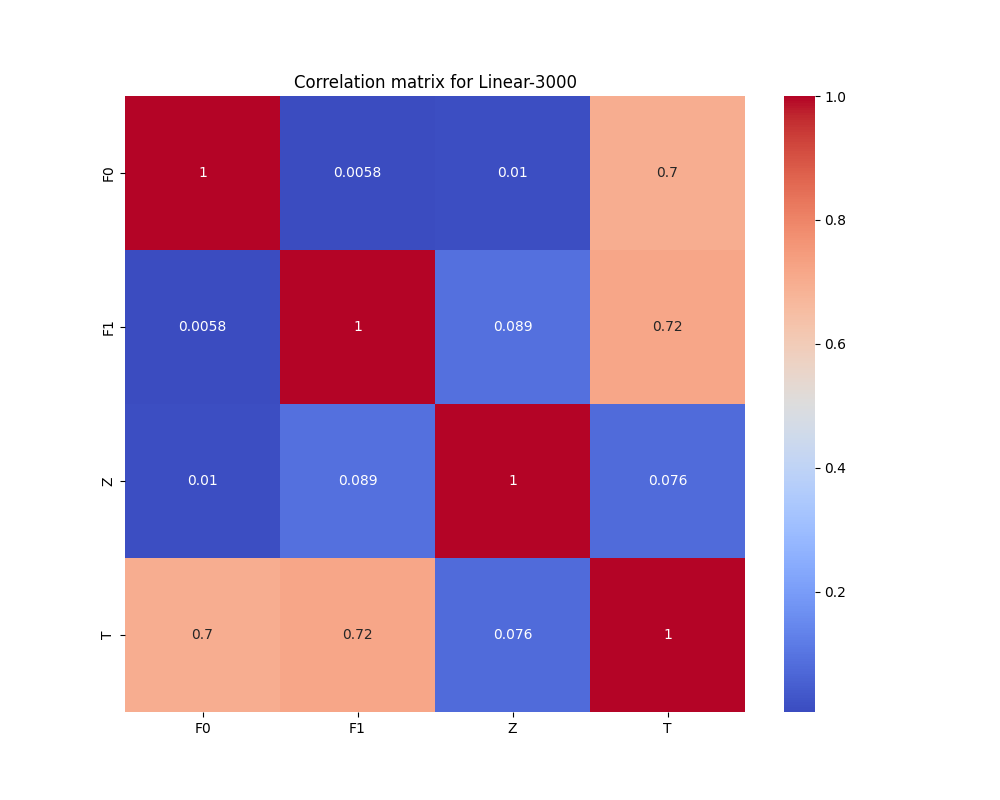 Correlation matrix for Linear-3000
F0 1 0.0058 0.01 0.7
F1 0.0058 1 0.089 0.72
Z 0.01 0.089 1 0.076
T 0.7 0.72 0.076 1
F0 F1 Z T
1.0
0.8
0.6
0.4
0.2